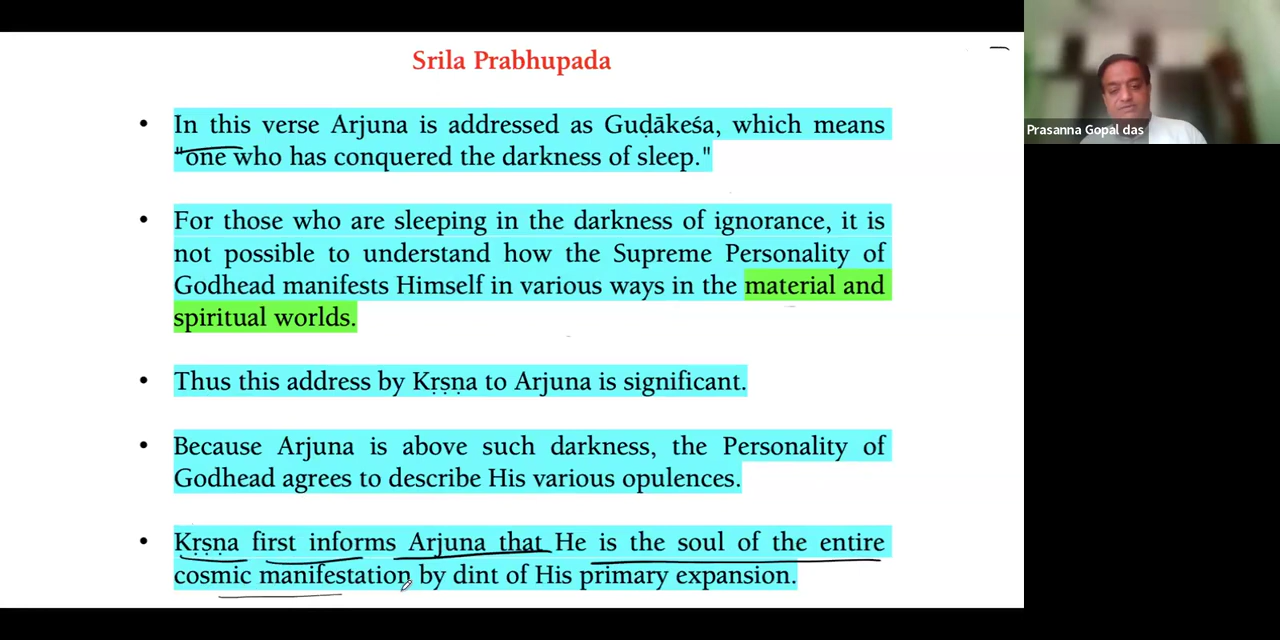 Srila Prabhupada
• In this verse Arjuna is addressed as Guḍākeśa, which means
"one who has conquered the darkness of sleep."
• For those who are sleeping in the darkness of ignorance, it is
not possible to understand how the Supreme Personality of
Godhead manifests Himself in various ways in the material and
spiritual worlds.
• Thus this address by Kṛṣṇa to Arjuna is significant.
• Because Arjuna is above such darkness, the Personality of
Godhead agrees to describe His various opulences.
• Kṛṣṇa first informs Arjuna that He is the soul of the entire
cosmic manifestation by dint of His primary expansion.
Prasanna Gopal das